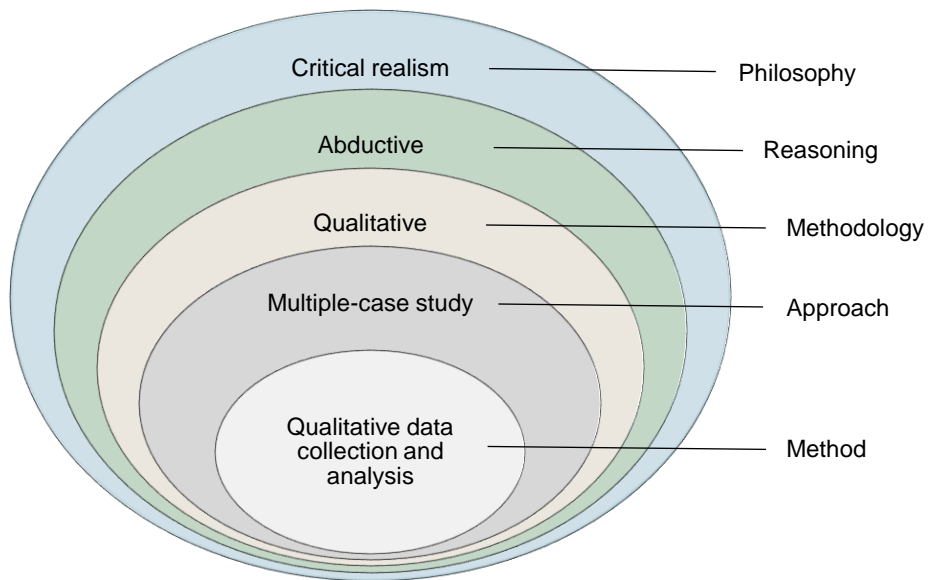 Critical realism
Philosophy
Abductive
Reasoning
Qualitative
Methodology
Multiple-case study
Approach
Qualitative data
collection and
analysis
Method